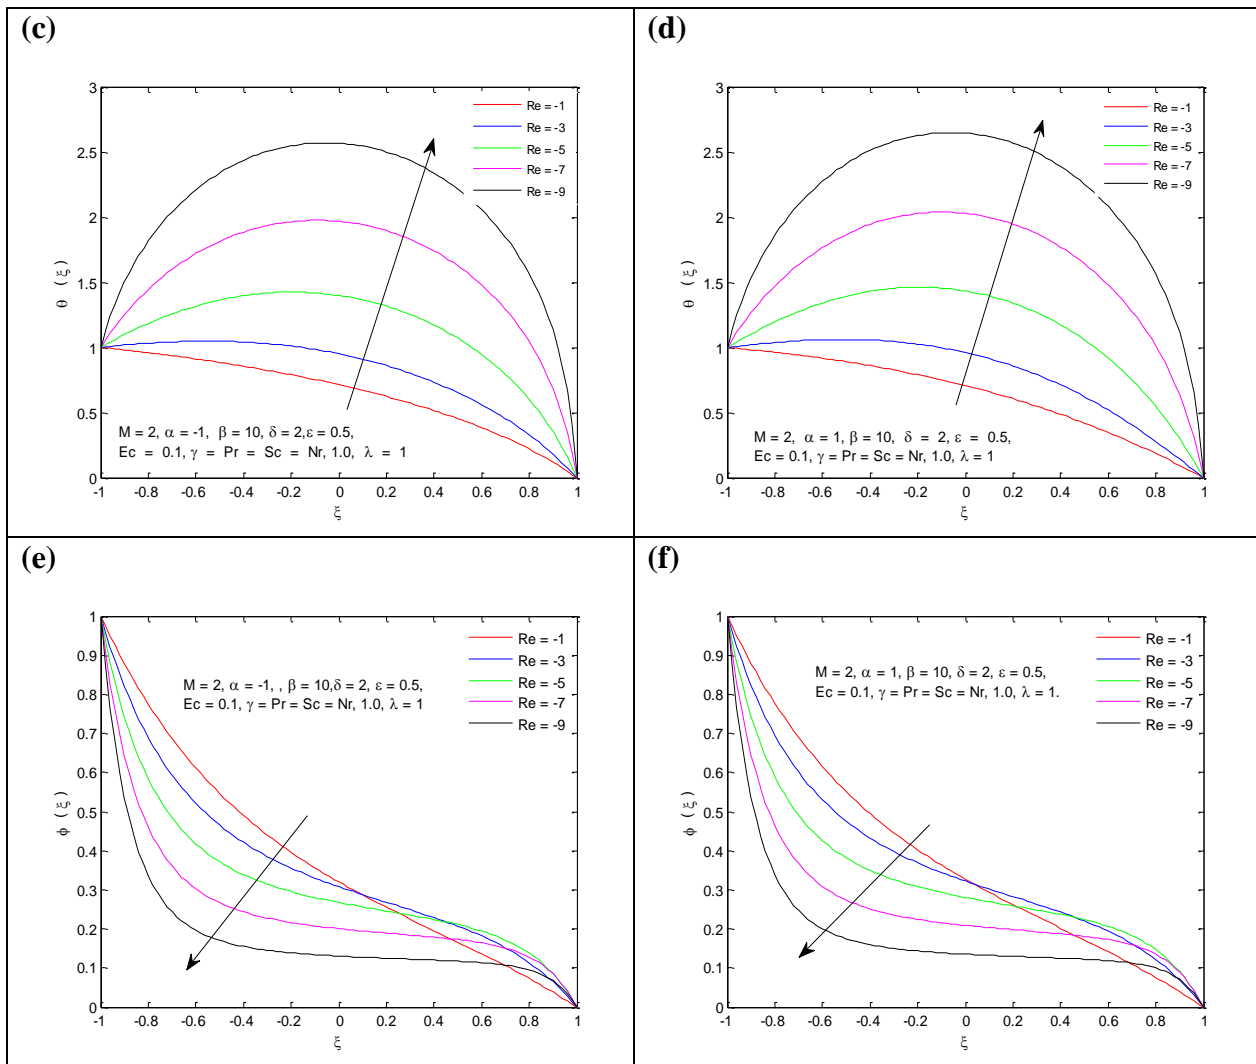 (c)
3
2.5
2
1.5
1
0.5
0
θ (ξ)
Re = -1
Re = -3
Re = -5
Re = -7
Re = -9
M = 2, α = -1, β = 10, δ = 2,ε = 0.5,
Ec = 0.1, γ = Pr = Sc = Nr, 1.0, λ = 1
-1 -0.8 -0.6 -0.4 -0.2 0 0.2 0.4 0.6 0.8 1
ξ
(d)
3
2.5
2
1.5
1
0.5
0
θ (ξ)
Re = -1
Re = -3
Re = -5
Re = -7
Re = -9
M = 2, α = 1, β = 10, δ = 2, ε = 0.5,
Ec = 0.1, γ = Pr = Sc = Nr, 1.0, λ = 1
-1 -0.8 -0.6 -0.4 -0.2 0 0.2 0.4 0.6 0.8 1
ξ
(e)
1
0.9
0.8
0.7
0.6
0.5
0.4
0.3
0.2
0.1
0
ϕ (ξ)
Re = -1
Re = -3
Re = -5
Re = -7
Re = -9
M = 2, α = -1, , β = 10,δ = 2, ε = 0.5,
Ec = 0.1, γ = Pr = Sc = Nr, 1.0, λ = 1
-1 -0.8 -0.6 -0.4 -0.2 0 0.2 0.4 0.6 0.8 1
ξ
(f)
1
0.9
0.8
0.7
0.6
0.5
0.4
0.3
0.2
0.1
0
ϕ (ξ)
Re = -1
Re = -3
Re = -5
Re = -7
Re = -9
M = 2, α = 1, β = 10, δ = 2, ε = 0.5,
Ec = 0.1, γ = Pr = Sc = Nr, 1.0, λ = 1.
-1 -0.8 -0.6 -0.4 -0.2 0 0.2 0.4 0.6 0.8 1
ξ